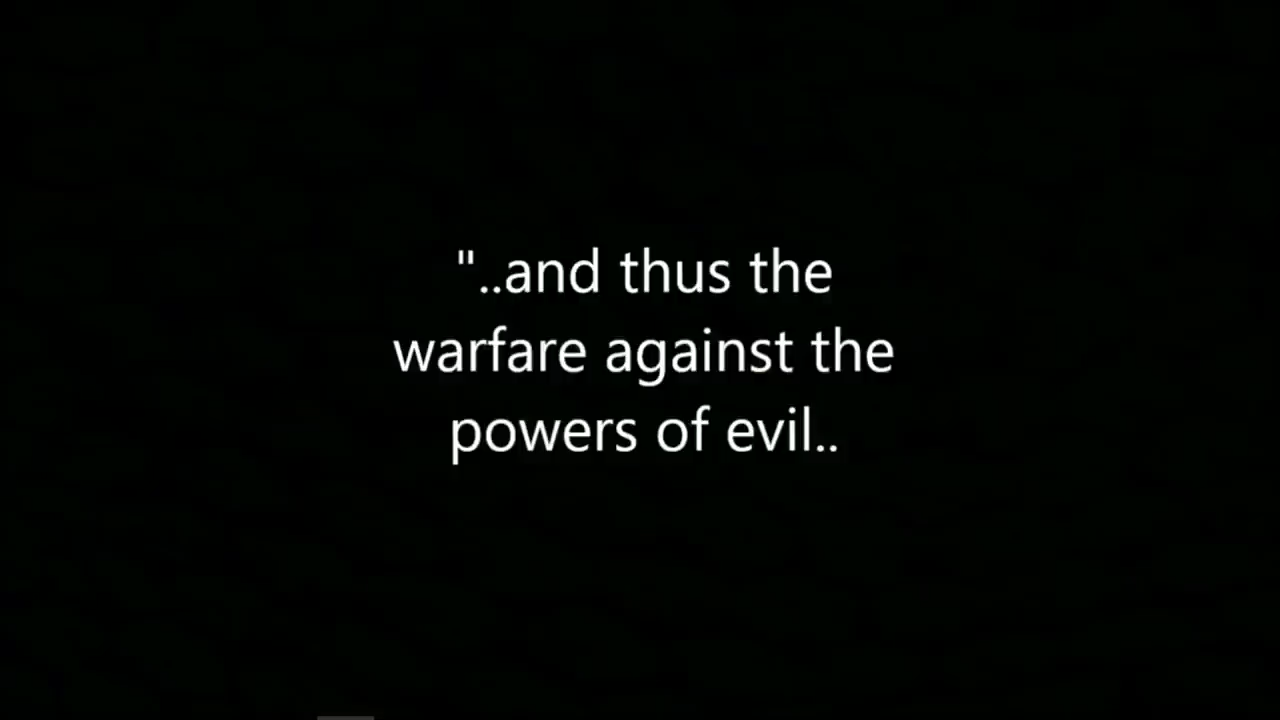 "..and thus the
warfare against the
powers of evil..